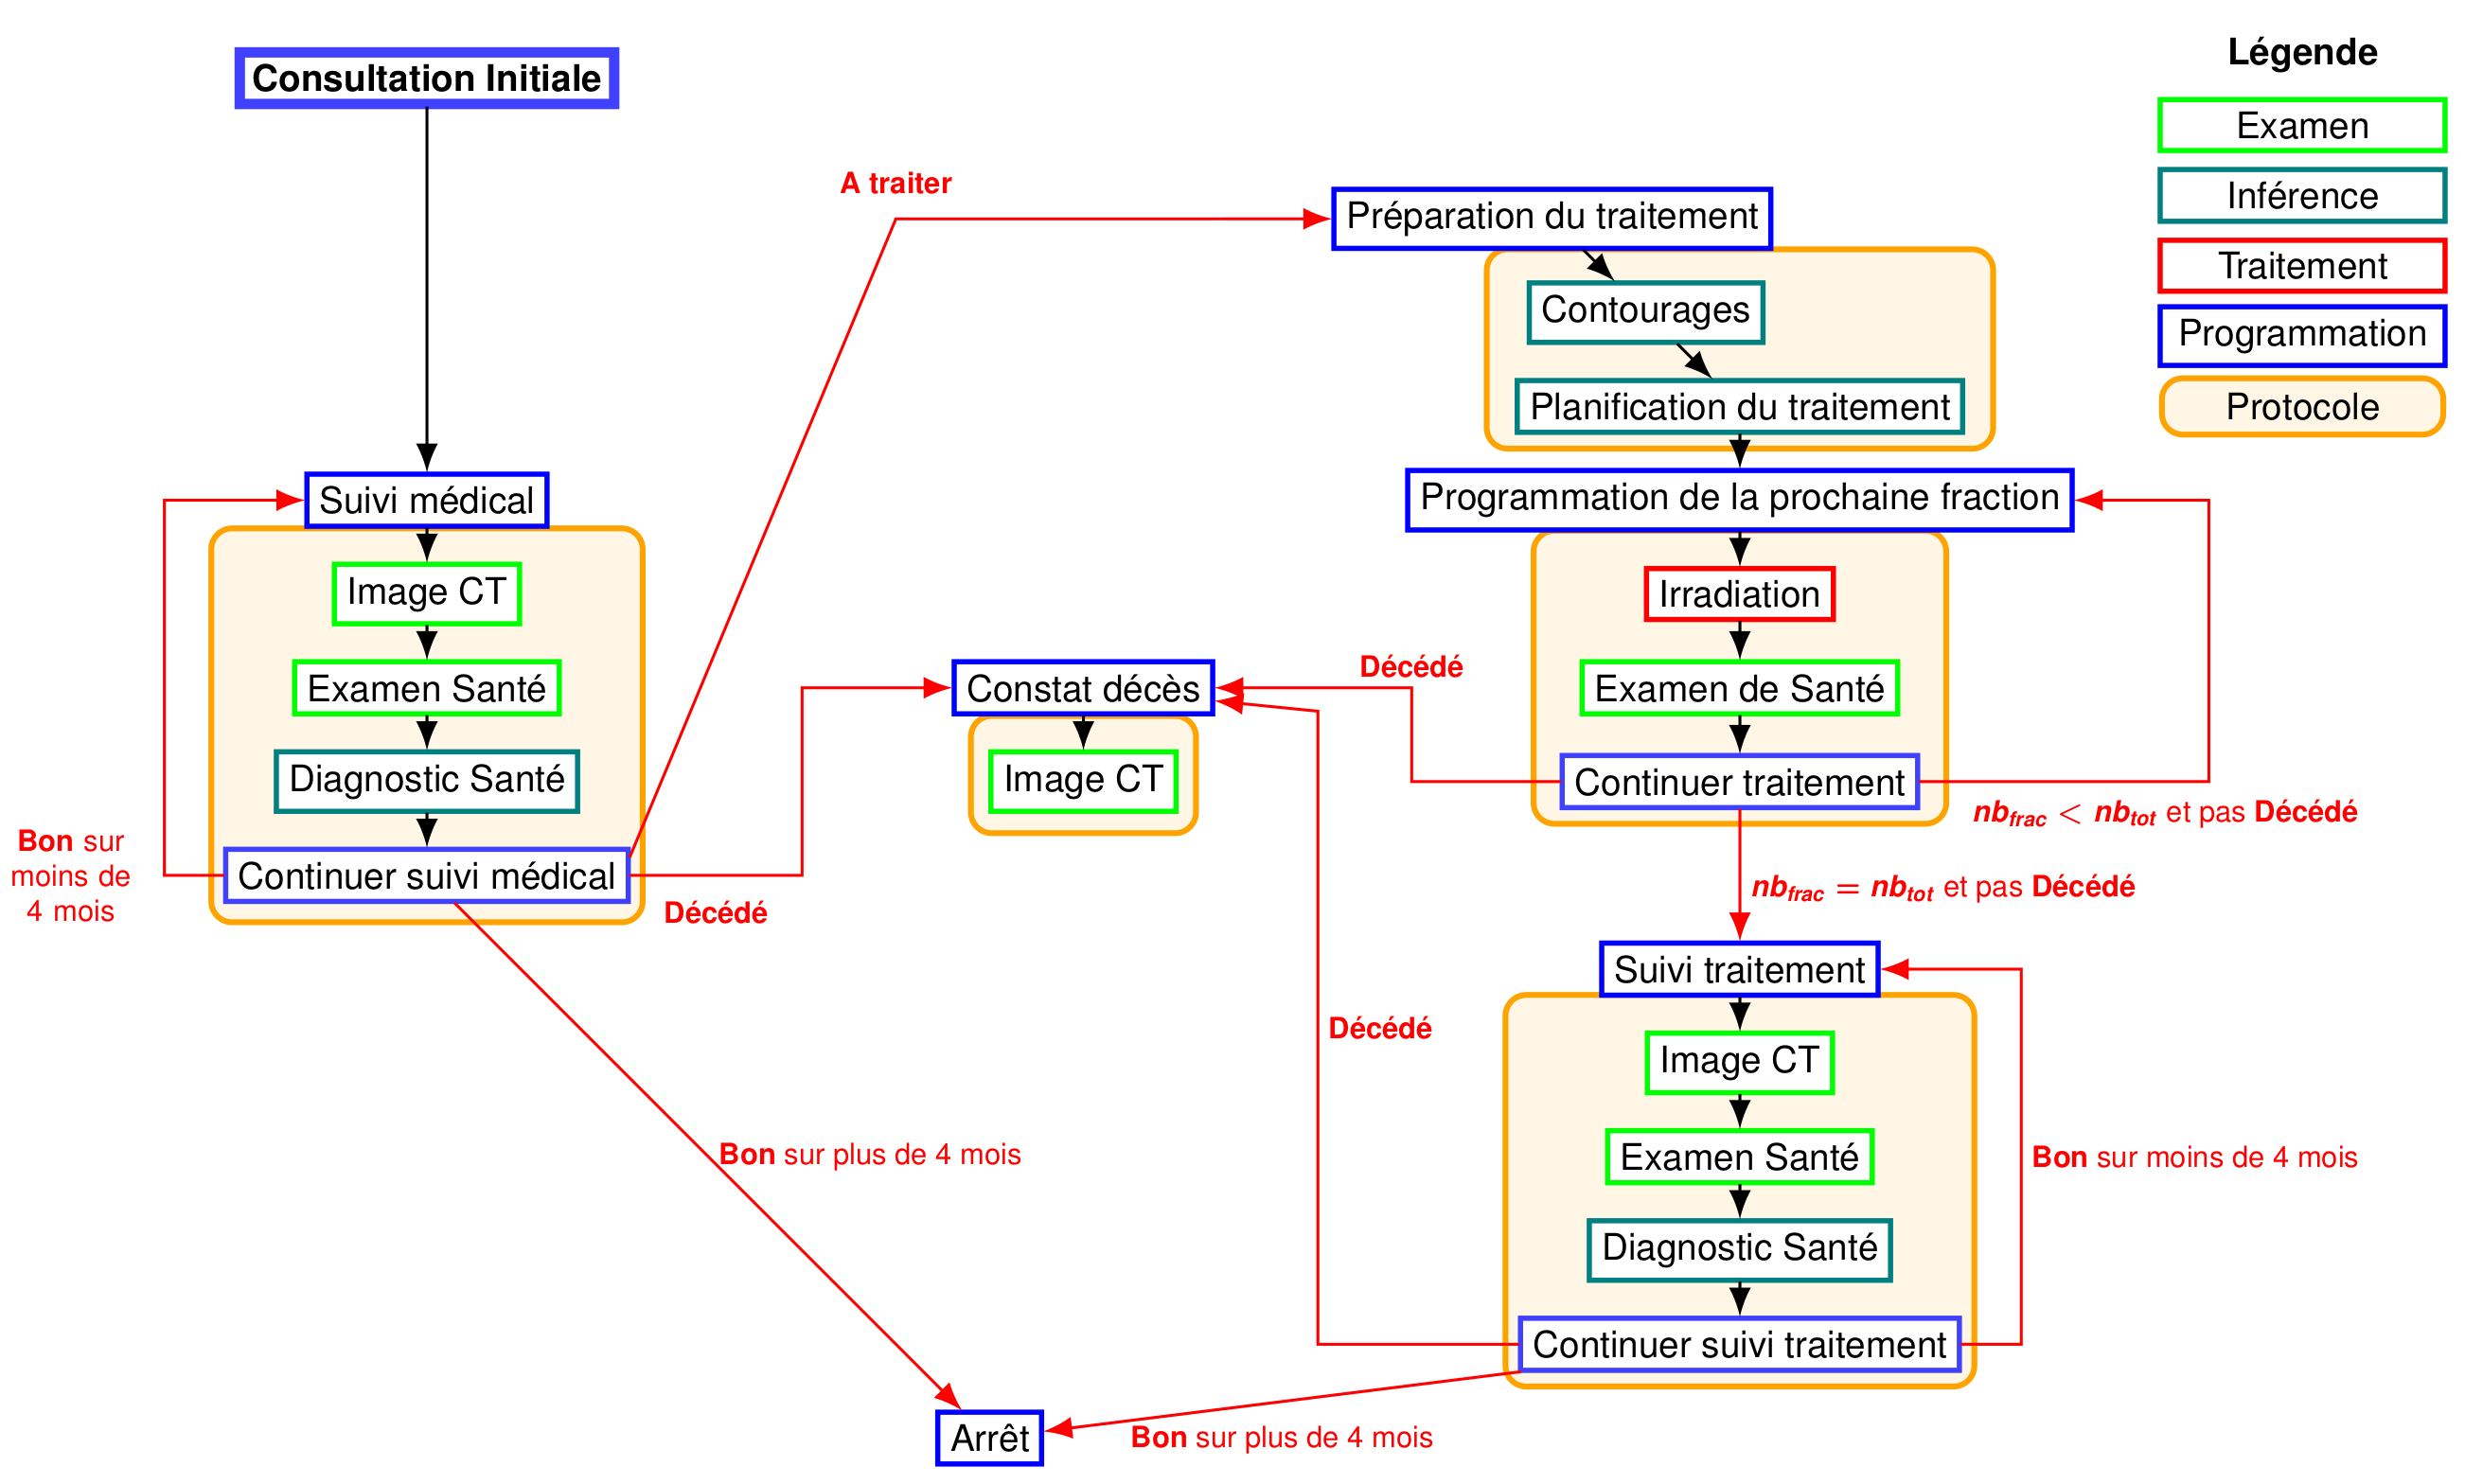 Consultation Initiale
Suivi médical
Image CT
Examen Santé
Diagnostic Santé
Continuer suivi médical
Bon sur
moins de
4 mois
A traiter
Décédé
Bon sur plus de 4 mois
Constat décès
Image CT
Arrêt
Préparation du traitement
Contourages
Planification du traitement
Programmation de la prochaine fraction
Irradiation
Examen de Santé
Continuer traitement
Décédé
nb_frac < nb_tot et pas Décédé
nb_frac = nb_tot et pas Décédé
Suivi traitement
Image CT
Examen Santé
Diagnostic Santé
Continuer suivi traitement
Décédé
Bon sur moins de 4 mois
Bon sur plus de 4 mois
Légende
Examen
Inférence
Traitement
Programmation
Protocole